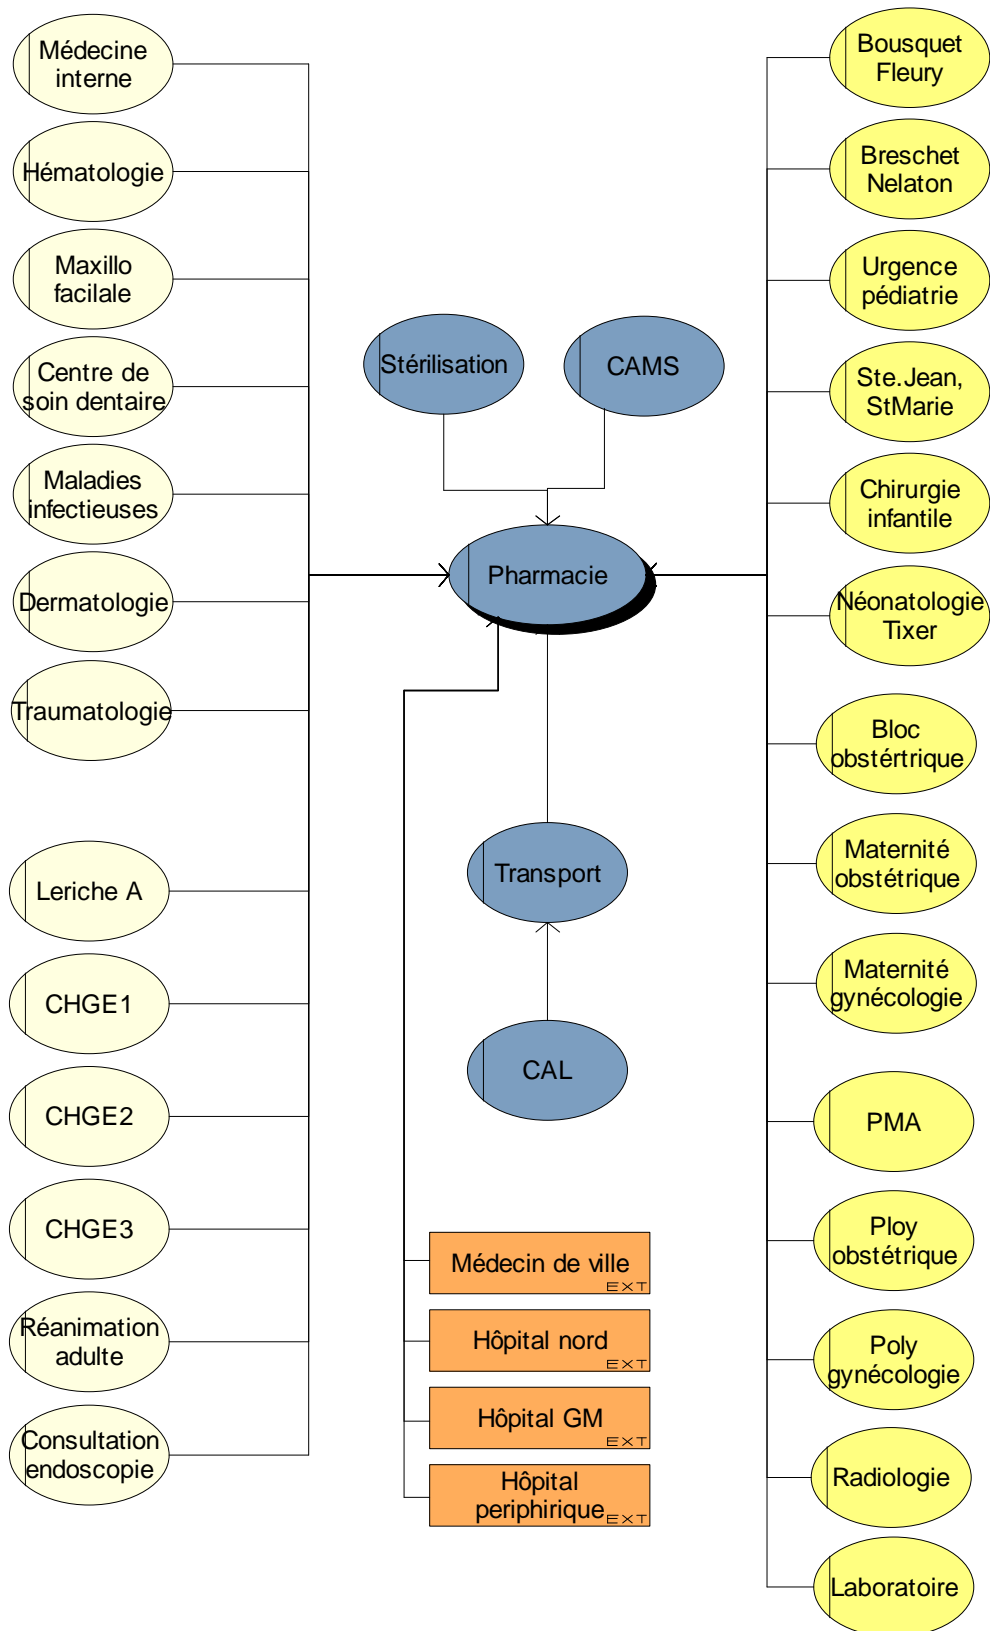 Médecine
interne
Hématologie
Maxillo
facilale
Centre de
soin dentaire
Maladies
infectieuses
Dermatologie
Traumatologie
Leriche A
CHGE1
CHGE2
CHGE3
Réanimation
adulte
Consultation
endoscopie
Stérilisation
CAMS
Pharmacie
Transport
CAL
Médecin de ville
EXT
Hôpital nord
EXT
Hôpital GM
EXT
Hôpital
periphirique
EXT
Bousquet
Fleury
Breschet
Nelaton
Urgence
pédiatrie
Ste.Jean,
StMarie
Chirurgie
infantile
Néonatologie
Tixer
Bloc
obstértrique
Maternité
obstétrique
Maternité
gynécologie
PMA
Ploy
obstétrique
Poly
gynécologie
Radiologie
Laboratoire